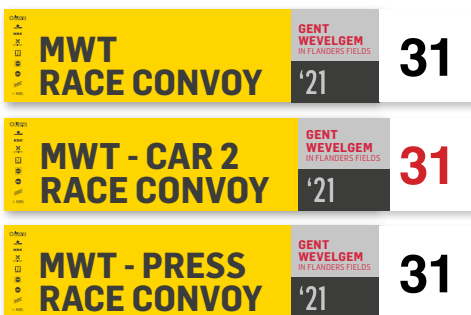 MWT
RACE CONVOY
GENT
WEVELGEM
IN FLANDERS FIELDS
‘21
31
MWT - CAR 2
RACE CONVOY
GENT
WEVELGEM
IN FLANDERS FIELDS
‘21
31
MWT - PRESS
RACE CONVOY
GENT
WEVELGEM
IN FLANDERS FIELDS
‘21
31